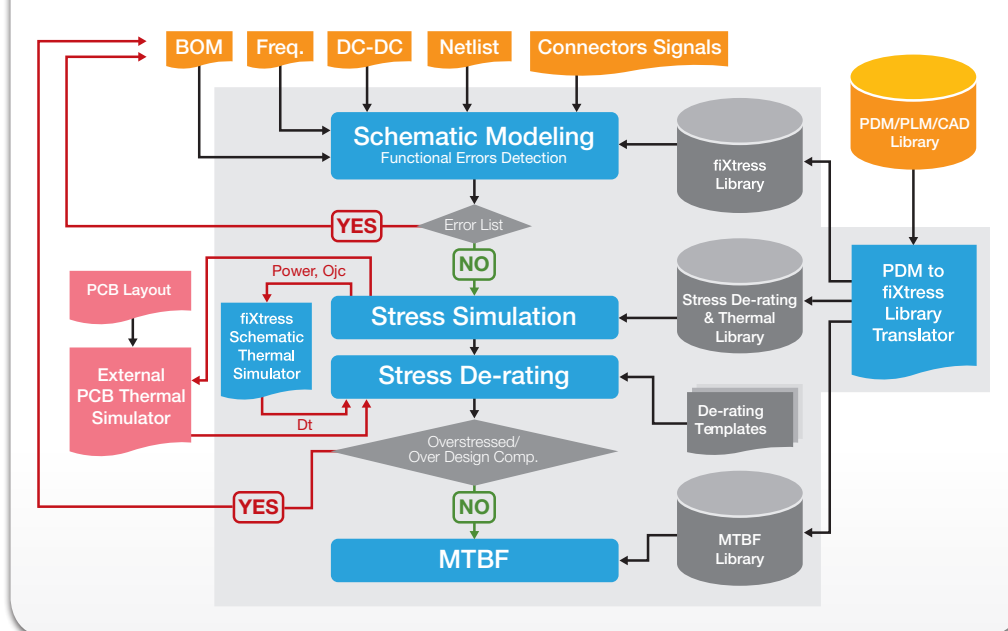 BOM
Freq.
DC-DC
Netlist
Connectors Signals
PDM/PLM/CAD
Library
Schematic Modeling
Functional Errors Detection
fiXtress
Library
Error List
YES
NO
Power, Ojc
PCB Layout
fiXtress
Schematic
Thermal
Simulator
Stress Simulation
Stress De-rating
& Thermal
Library
PDM to
fiXtress
Library
Translator
External
PCB Thermal
Simulator
Stress De-rating
De-rating
Templates
Dt
Overstressed/
Over Design Comp.
YES
NO
MTBF
MTBF
Library